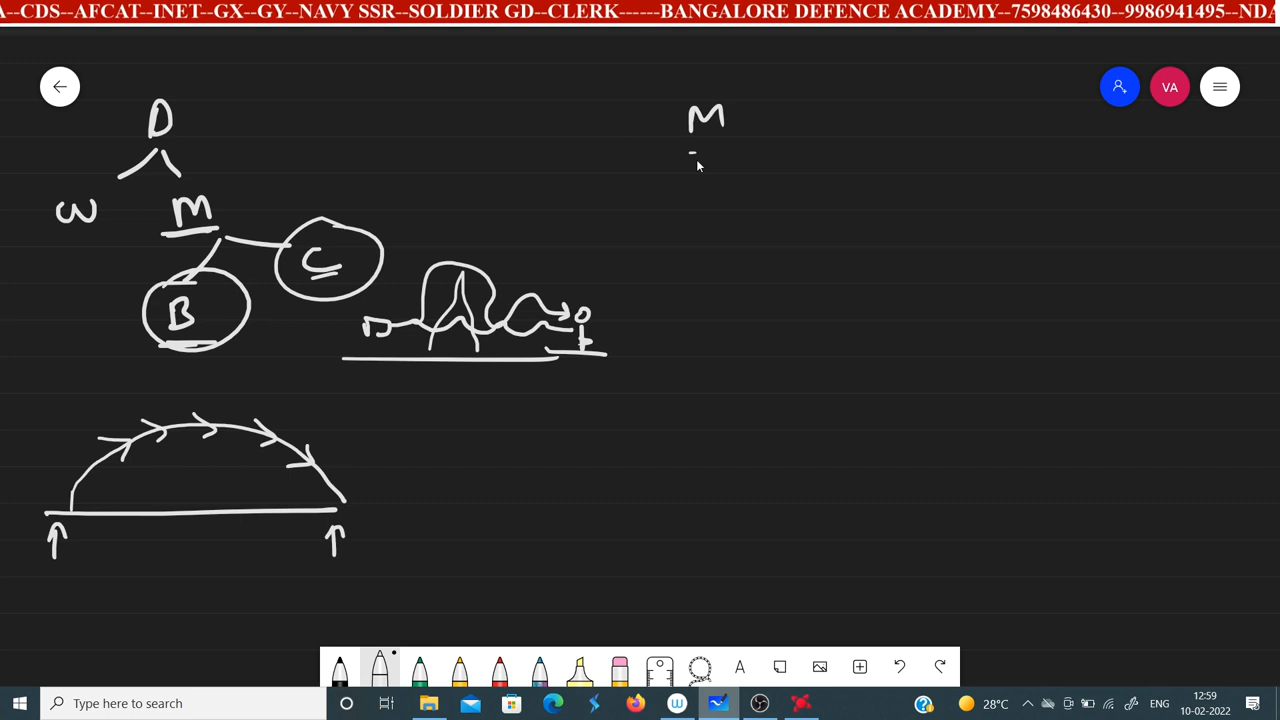 A--CDS--AFCAT--INET--GX--GY--NAVY SSR--SOLDIER GD--CLERK------BANGALORE DEFENCE ACADEMY--7598486430--9986941495--NDA
VA
D
M
W M
C
B
A
Type here to search
W
28°C
ENG
12:59
10-02-2022